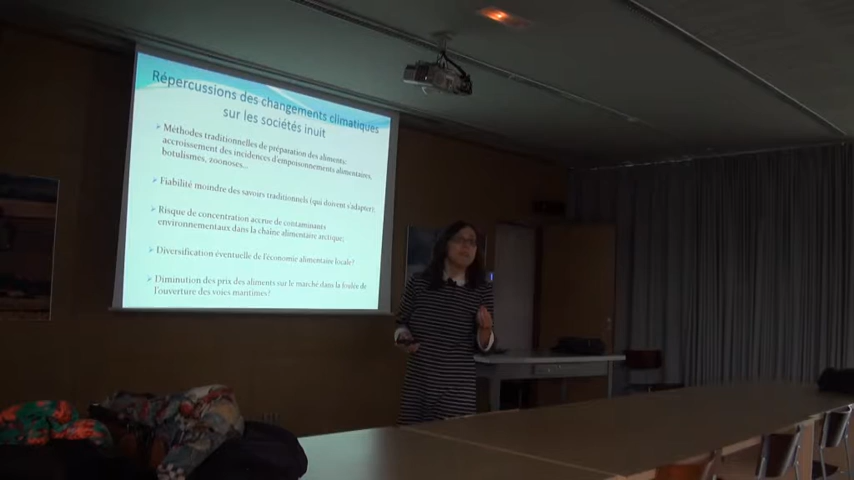 Répercussions des changements climatiques
sur les sociétés inuit
Méthodes traditionnelles de préparation des aliments:
accroissement des incidences d'empoisonnements alimentaires,
botulismes, zoonoses...
Fiabilité moindre des savoirs traditionnels (qui doivent s'adapter);
Risque de concentration accrue de contaminants
environnementaux dans la chaîne alimentaire arctique;
Diversification éventuelle de l'économie alimentaire locale?
Diminution des prix des aliments sur le marché dans la foulée de
l'ouverture des voies maritimes?